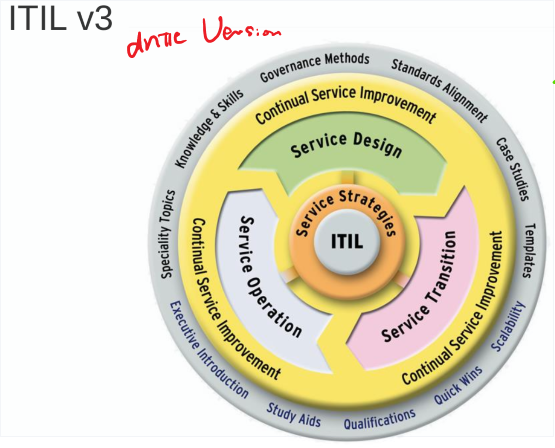 ITIL v3
Version
Governance Methods
Standards Alignment
Knowledge & Skills
Case Studies
Speciality Topics
Templates
Executive Introduction
Scalability
Study Aids
Qualifications
Quick Wins
Continual Service Improvement
Continual Service Improvement
Continual Service Improvement
Service Design
Service Strategies
ITIL
Service Operation
Service Transition